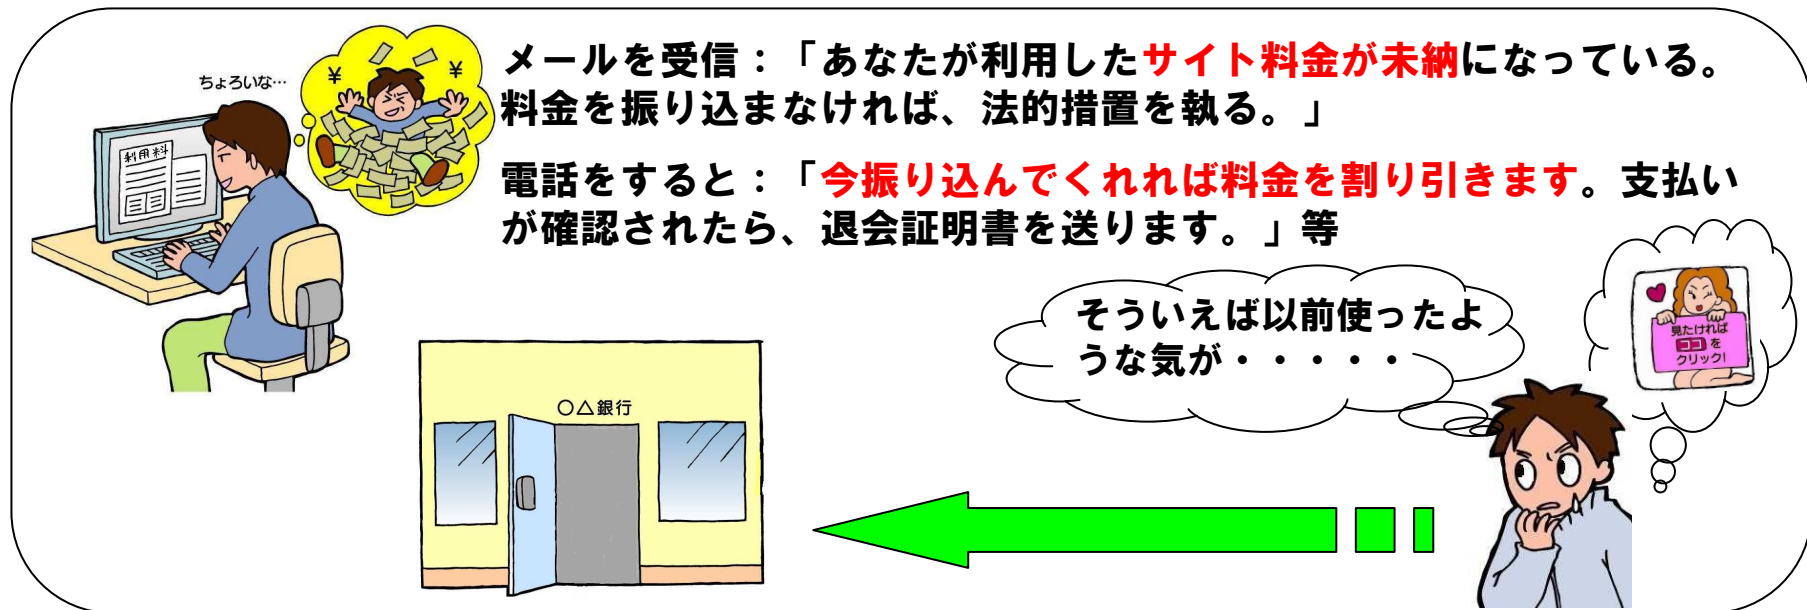 メールを受信：「あなたが利用したサイト料金が未納になっている。
料金を振り込まなければ、法的措置を執る。」
電話をすると：「今振り込んでくれれば料金を割り引きます。支払い
が確認されたら、退会証明書を送ります。」等
ちょろいな…
¥
¥
利用料
そういえば以前使ったよ
うな気が・・・・・
見たければ
ココを
クリック!
〇△銀行